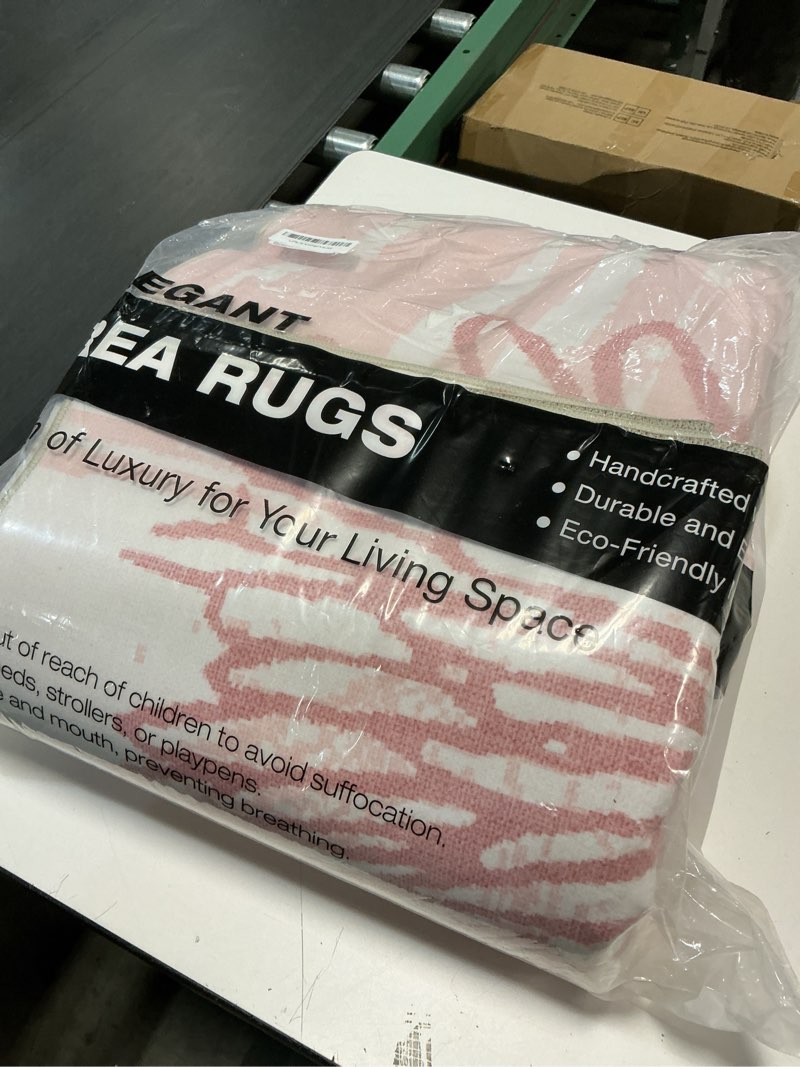 EGANT
REA RUGS
of Luxury for Your Living Space
• Handcrafted
• Durable and
• Eco-Friendly
ut of reach of children to avoid suffocation.
eds, strollers, or playpens.
e and mouth, preventing breathing.